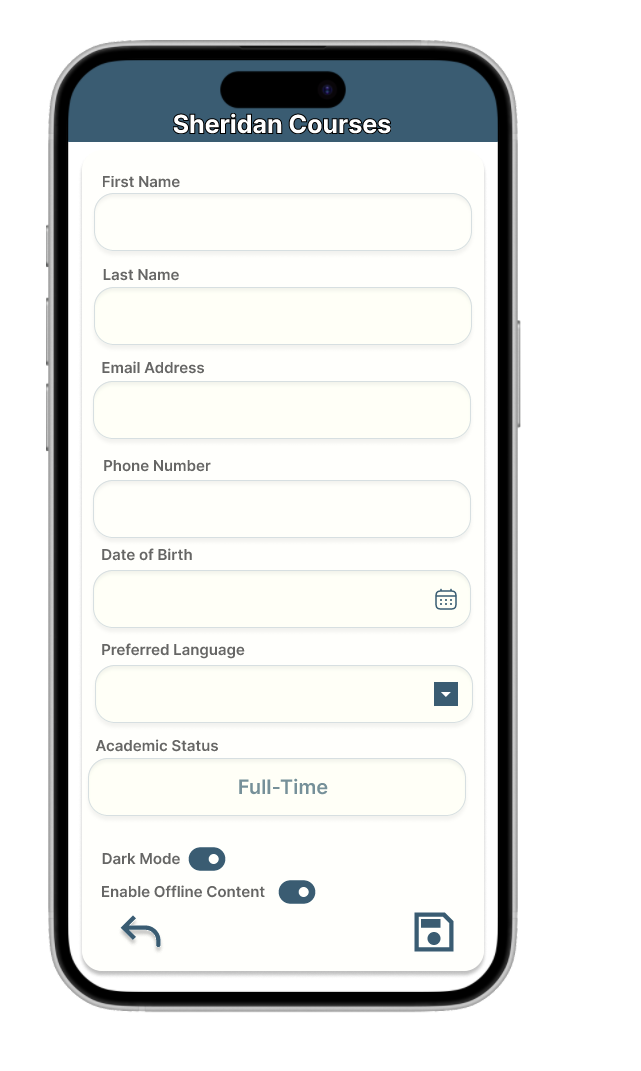 Sheridan Courses
First Name
Last Name
Email Address
Phone Number
Date of Birth
Preferred Language
Academic Status
Full-Time
Dark Mode
Enable Offline Content